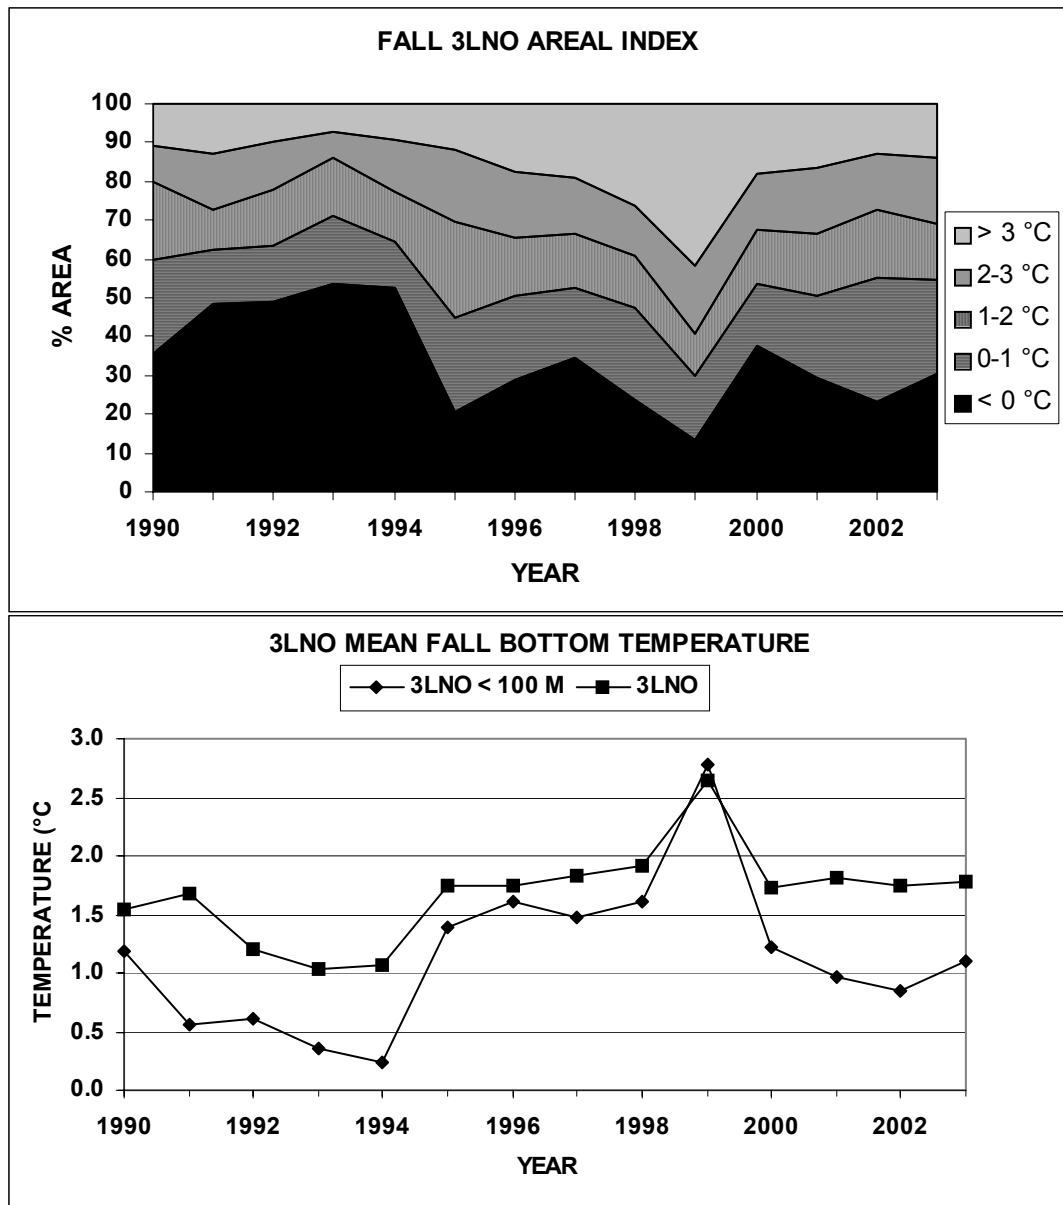 FALL 3LNO AREAL INDEX
100
90
80
70
60
50
40
30
20
10
0
% AREA
1990 1992 1994 1996 1998 2000 2002
YEAR
> 3 °C
2-3 °C
1-2 °C
0-1 °C
< 0 °C
3LNO MEAN FALL BOTTOM TEMPERATURE
3LNO < 100 M 3LNO
3.0
2.5
2.0
1.5
1.0
0.5
0.0
TEMPERATURE (°C
1990 1992 1994 1996 1998 2000 2002
YEAR